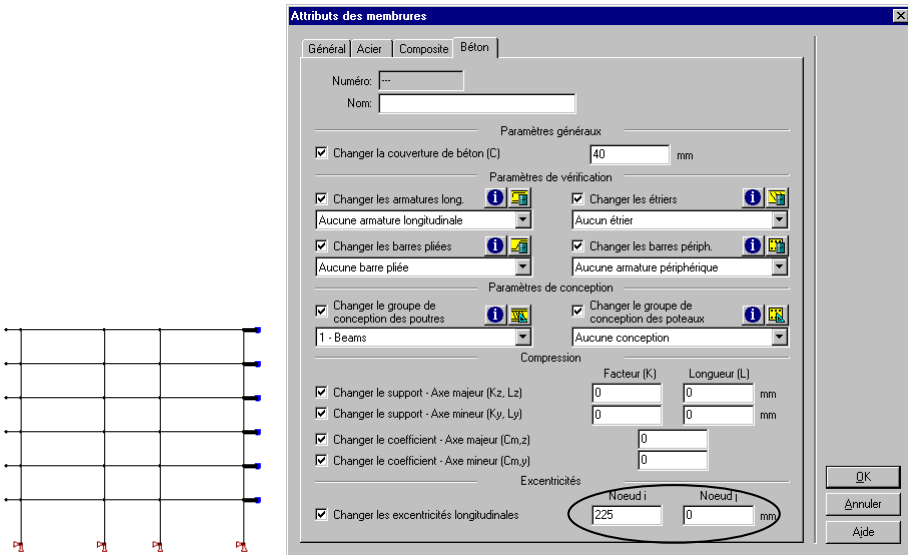 Attributs des membrures
Général Acier Composite Béton
Numéro: ---
Nom:
Paramètres généraux
Changer la couverture de béton (C) 40 mm
Paramètres de vérification
Changer les armatures long. Changer les étriers
Aucune armature longitudinale Aucun étrier
Changer les barres pliées Changer les barres périph.
Aucune barre pliée Aucune armature périphérique
Paramètres de conception
Changer le groupe de Changer le groupe de
conception des poutres conception des poteaux
1 - Beams Aucune conception
Compression
Facteur (K) Longueur (L)
Changer le support - Axe majeur (Kz, Lz) 0 0 mm
Changer le support - Axe mineur (Ky, Ly) 0 0 mm
Changer le coefficient - Axe majeur (Cm,z) 0
Changer le coefficient - Axe mineur (Cm,y) 0
Excentricités
Noeud i Noeud j
Changer les excentricités longitudinales 225 0 mm
OK
Annuler
Aide